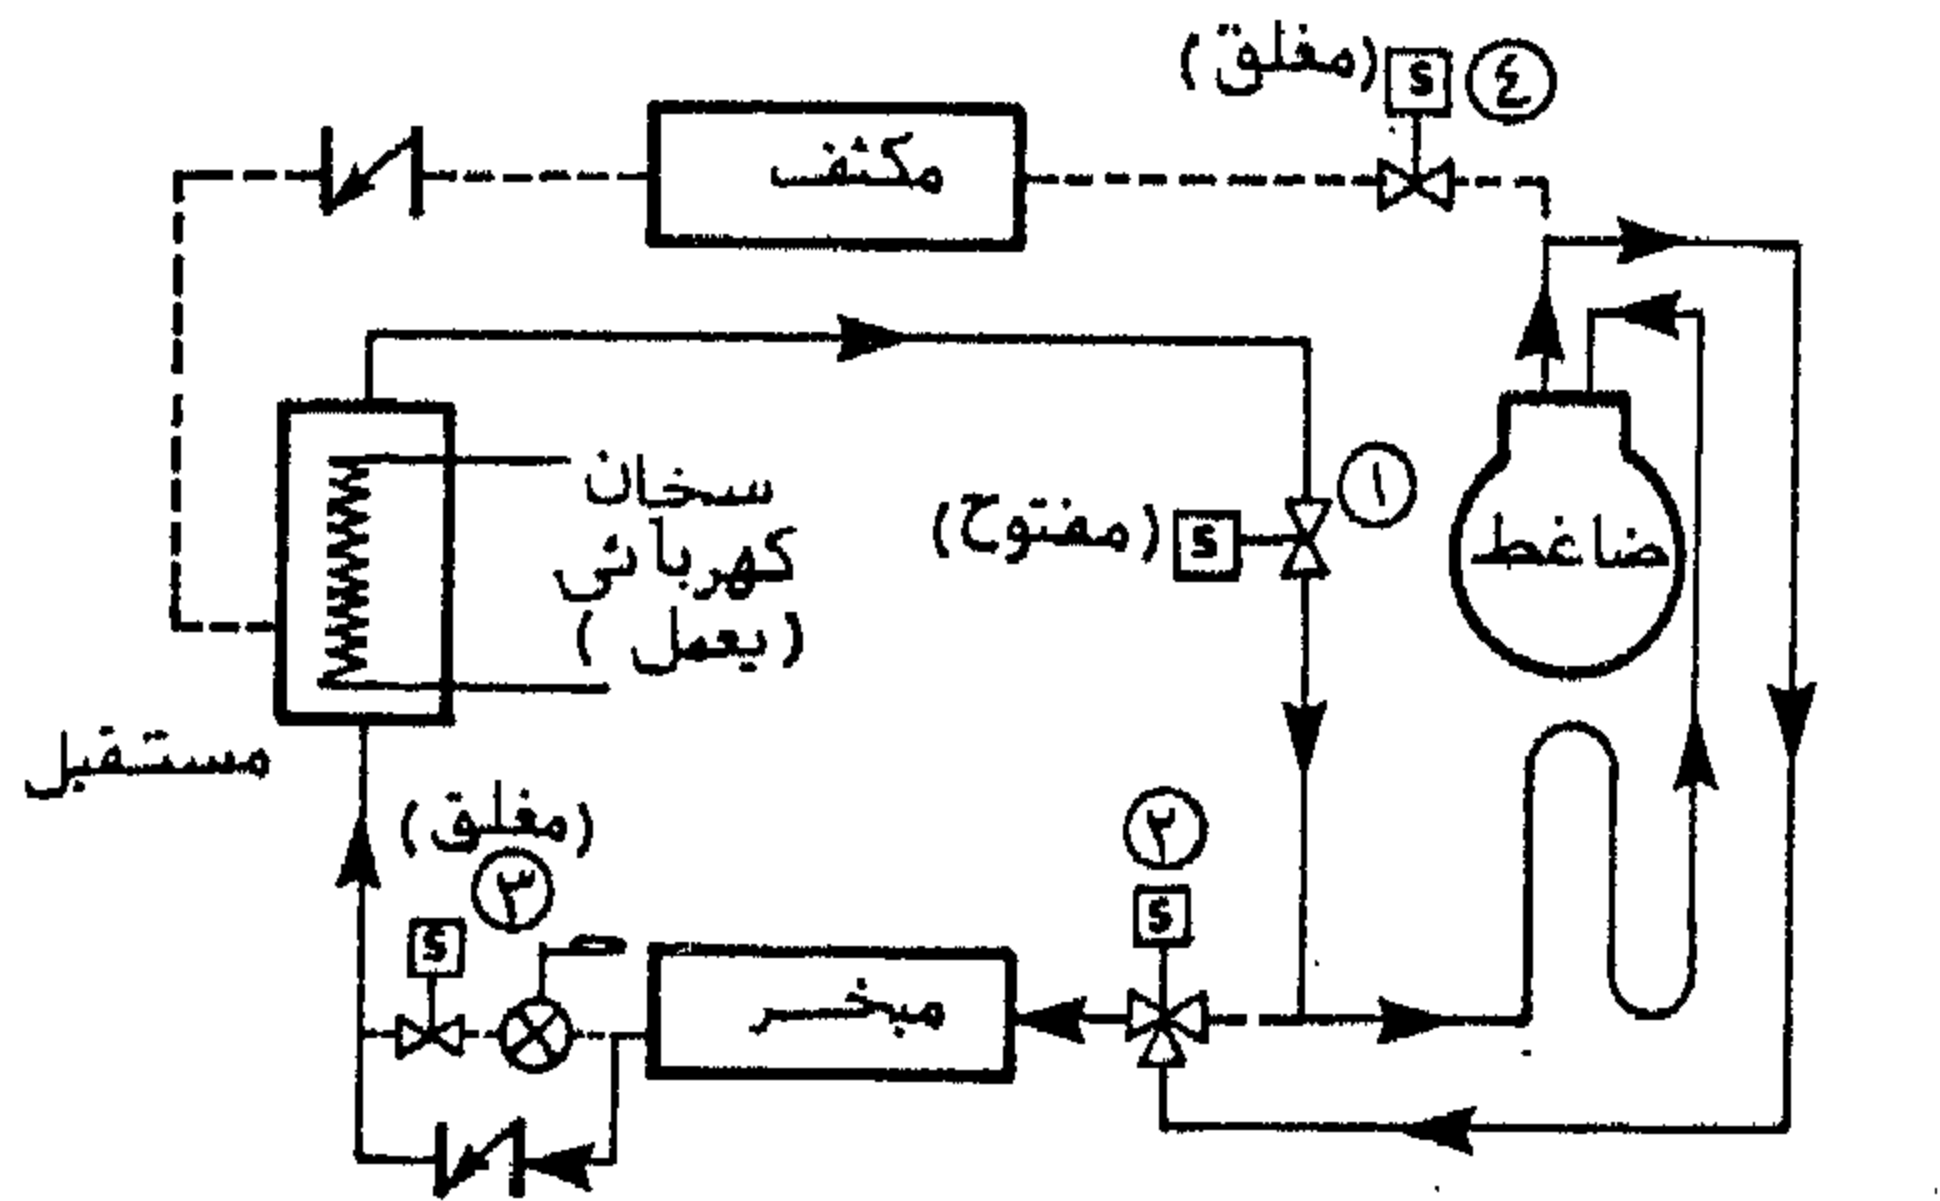 (مغلق) S ٤
مكثف
١
سخان
كهربائى
(يعمل)
(مفتوح) S
ضاغط
مستقبل
(مغلق)
٣
S
٢
S
مبخر